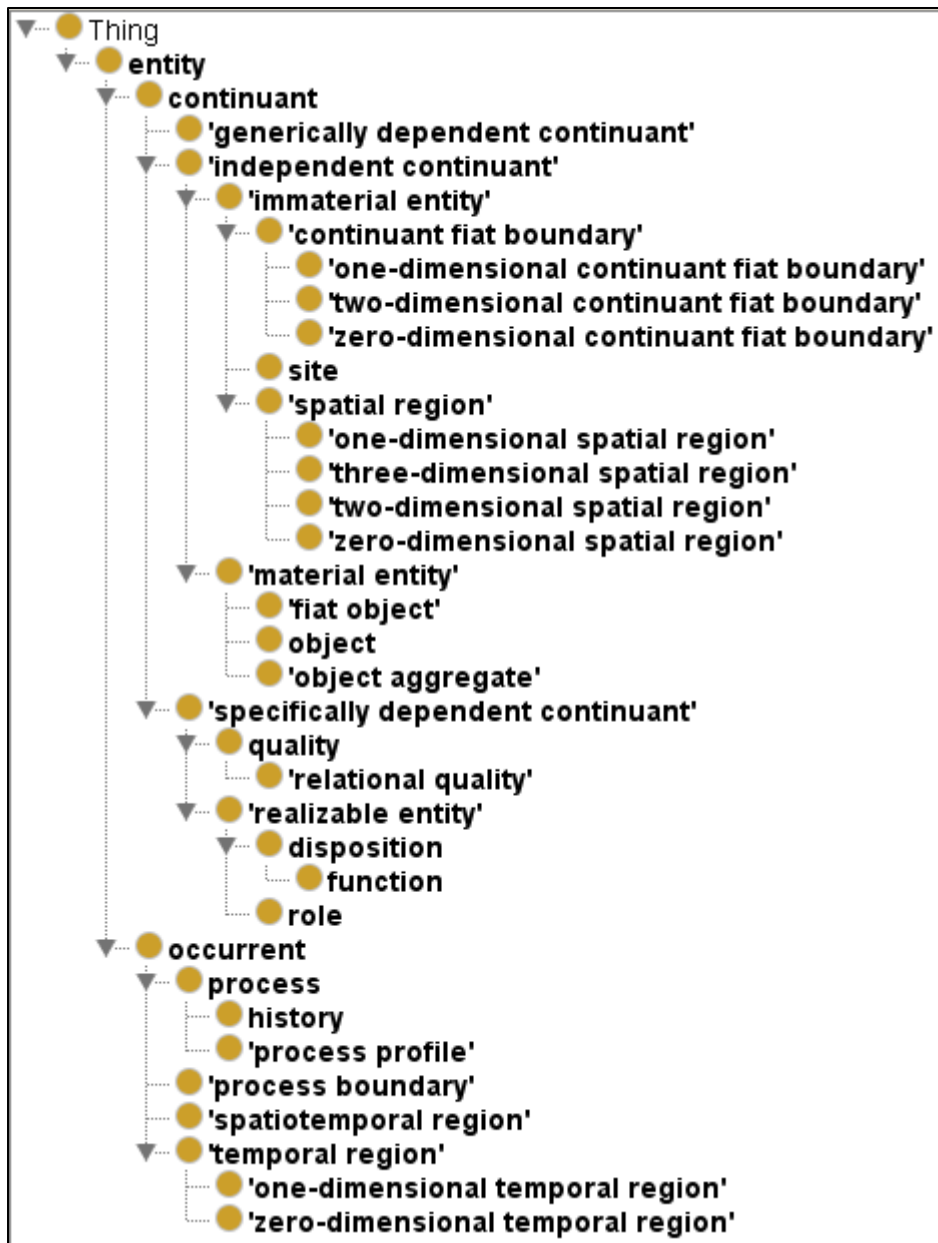 Thing
entity
continuant
'generically dependent continuant'
'independent continuant'
'immaterial entity'
'continuant fiat boundary'
'one-dimensional continuant fiat boundary'
'two-dimensional continuant fiat boundary'
'zero-dimensional continuant fiat boundary'
site
'spatial region'
'one-dimensional spatial region'
'three-dimensional spatial region'
'two-dimensional spatial region'
'zero-dimensional spatial region'
'material entity'
'fiat object'
object
'object aggregate'
'specifically dependent continuant'
quality
'relational quality'
'realizable entity'
disposition
function
role
occurrent
process
history
'process profile'
'process boundary'
'spatiotemporal region'
'temporal region'
'one-dimensional temporal region'
'zero-dimensional temporal region'